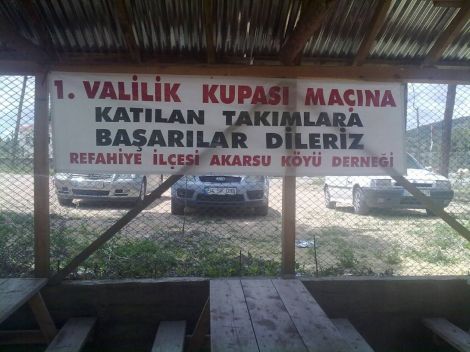 1. VALİLİK KUPASI MAÇINA
KATILAN TAKIMLARA
BAŞARILAR DİLERİZ
REFAHİYE İLÇESİ AKARSU KÖYÜ DERNEĞİ